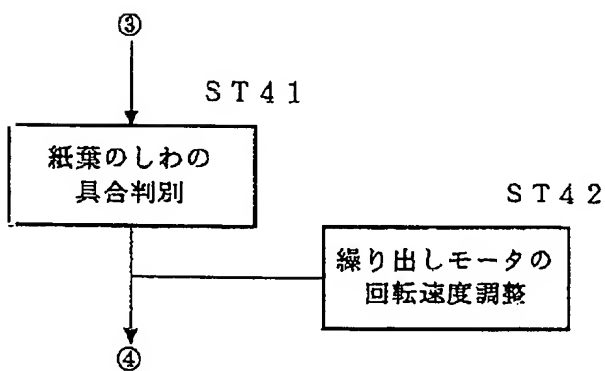 ③
ＳＴ４１
紙葉のしわの
具合判別
ＳＴ４２
繰り出しモータの
回転速度調整
④